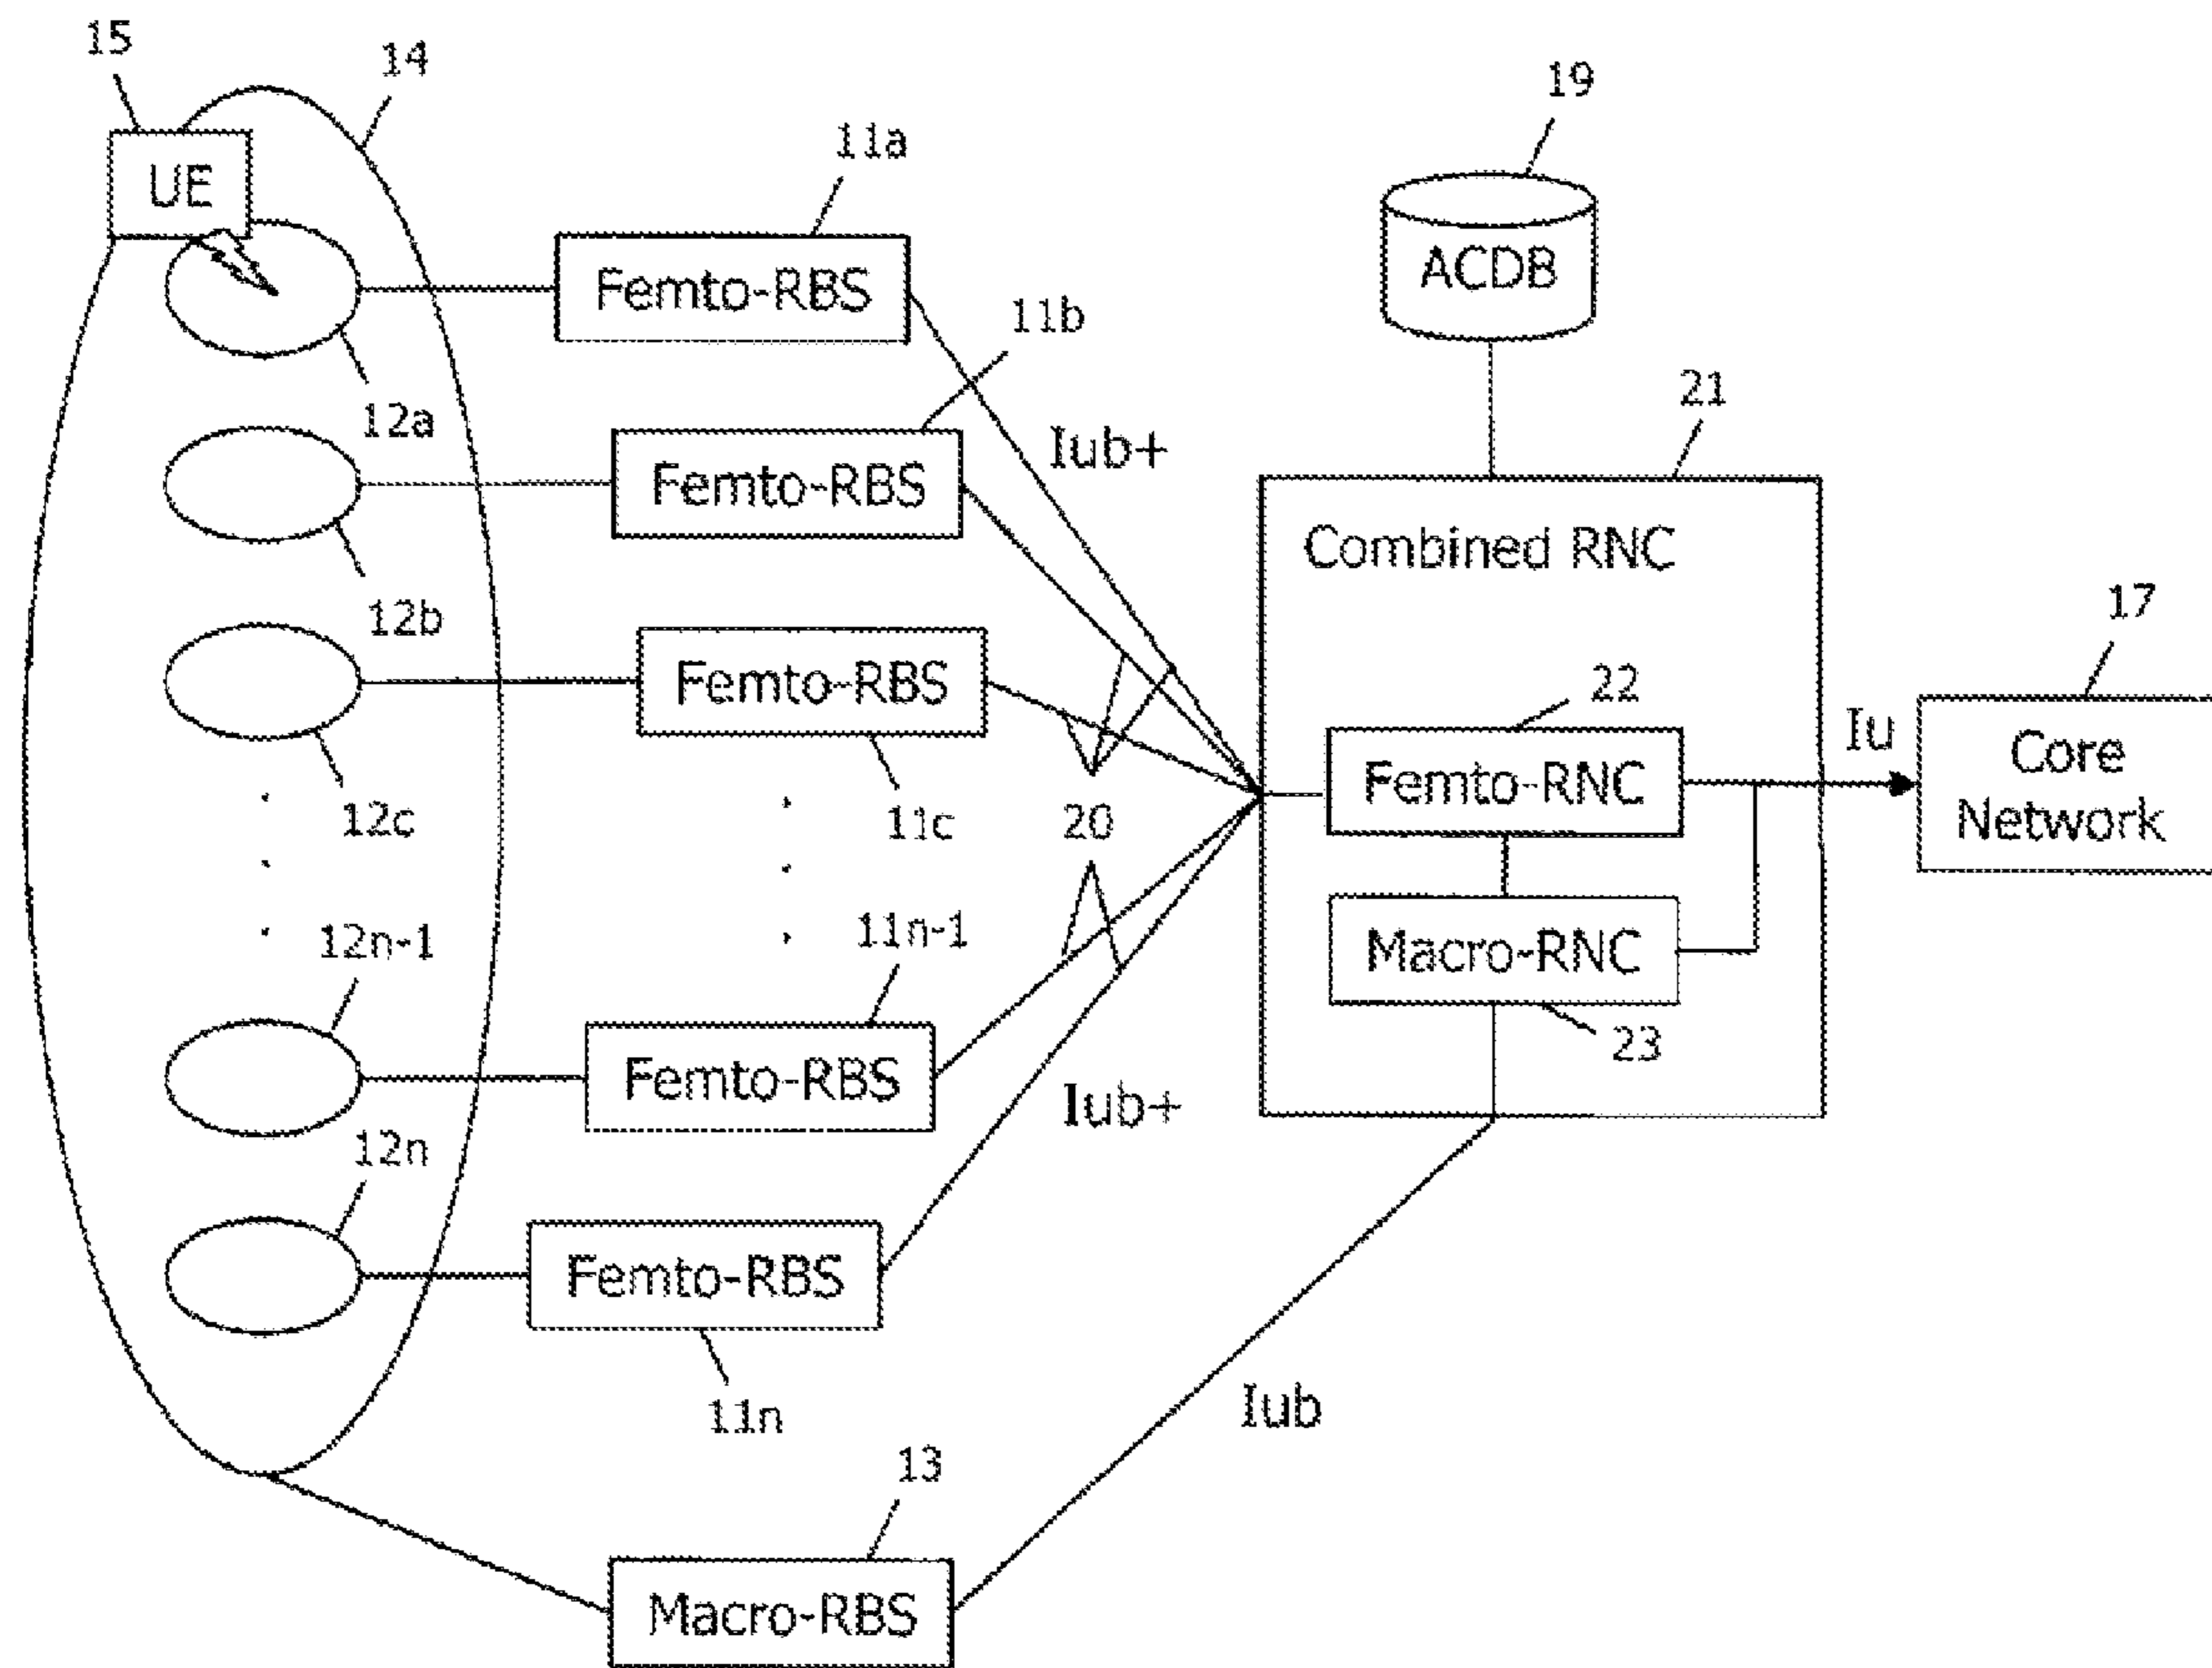 15
14
19
11a
UE
ACDB
Femto-RBS
11b
21
12a
Iub+
Femto-RBS
Combined RNC
17
12b
Femto-RBS
22
Iu
Core
Network
Femto-RNC
12c
11c
20
12n-1
11n-1
Macro-RNC
23
Femto-RBS
Iub+
12n
Femto-RBS
11n
Iub
13
Macro-RBS